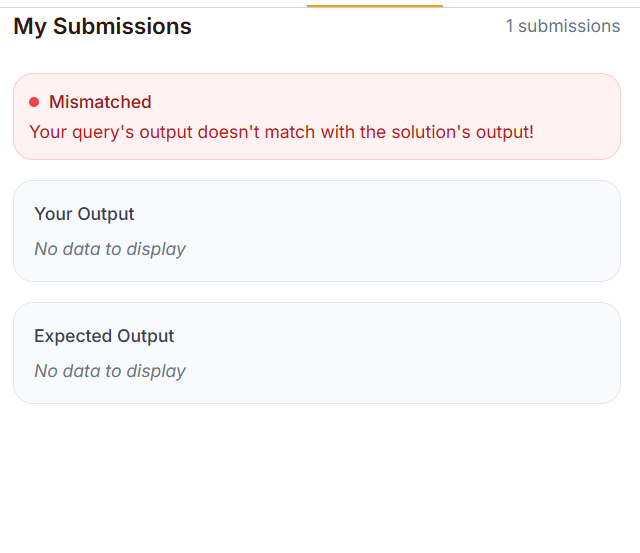 My Submissions
1 submissions
Mismatched
Your query's output doesn't match with the solution's output!
Your Output
No data to display
Expected Output
No data to display